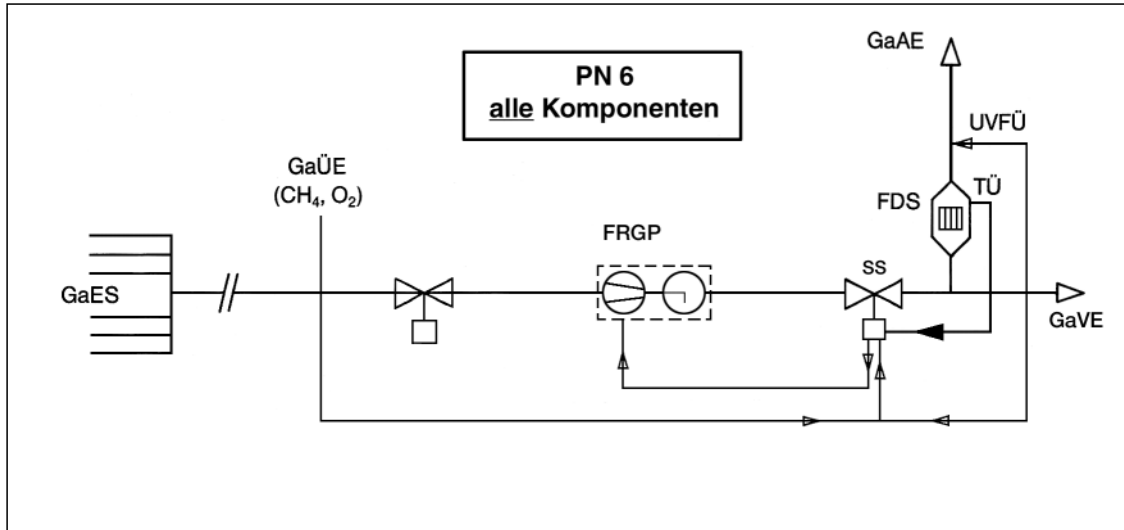 PN 6
alle Komponenten
GaAE
UVFÜ
GaÜE
(CH₄, O₂)
TÜ
FDS
FRGP
SS
GaES
GaVE